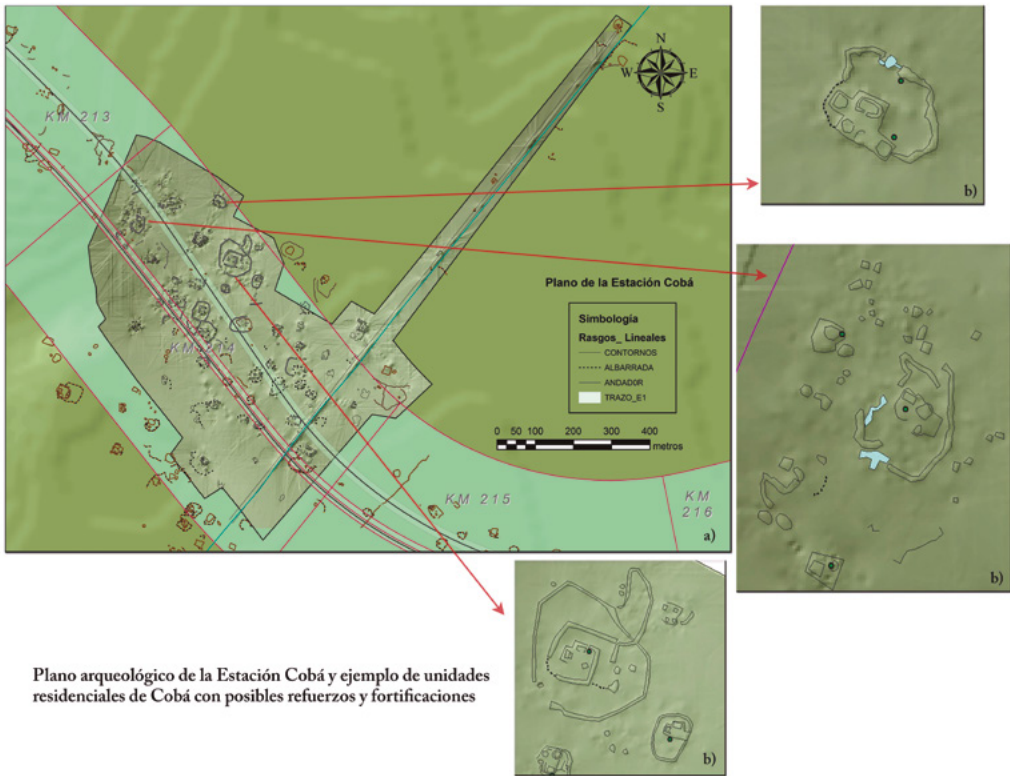 N
W E
S
KM 213
KM 214
KM 215
KM
216
Plano de la Estación Cobá
Simbología
Rasgos_ Lineales
CONTORNOS
ALBARRADA
ANDADOR
TRAZO_E1
0 50 100 200 300 400
metros
a)
b)
b)
b)
Plano arqueológico de la Estación Cobá y ejemplo de unidades
residenciales de Cobá con posibles refuerzos y fortificaciones